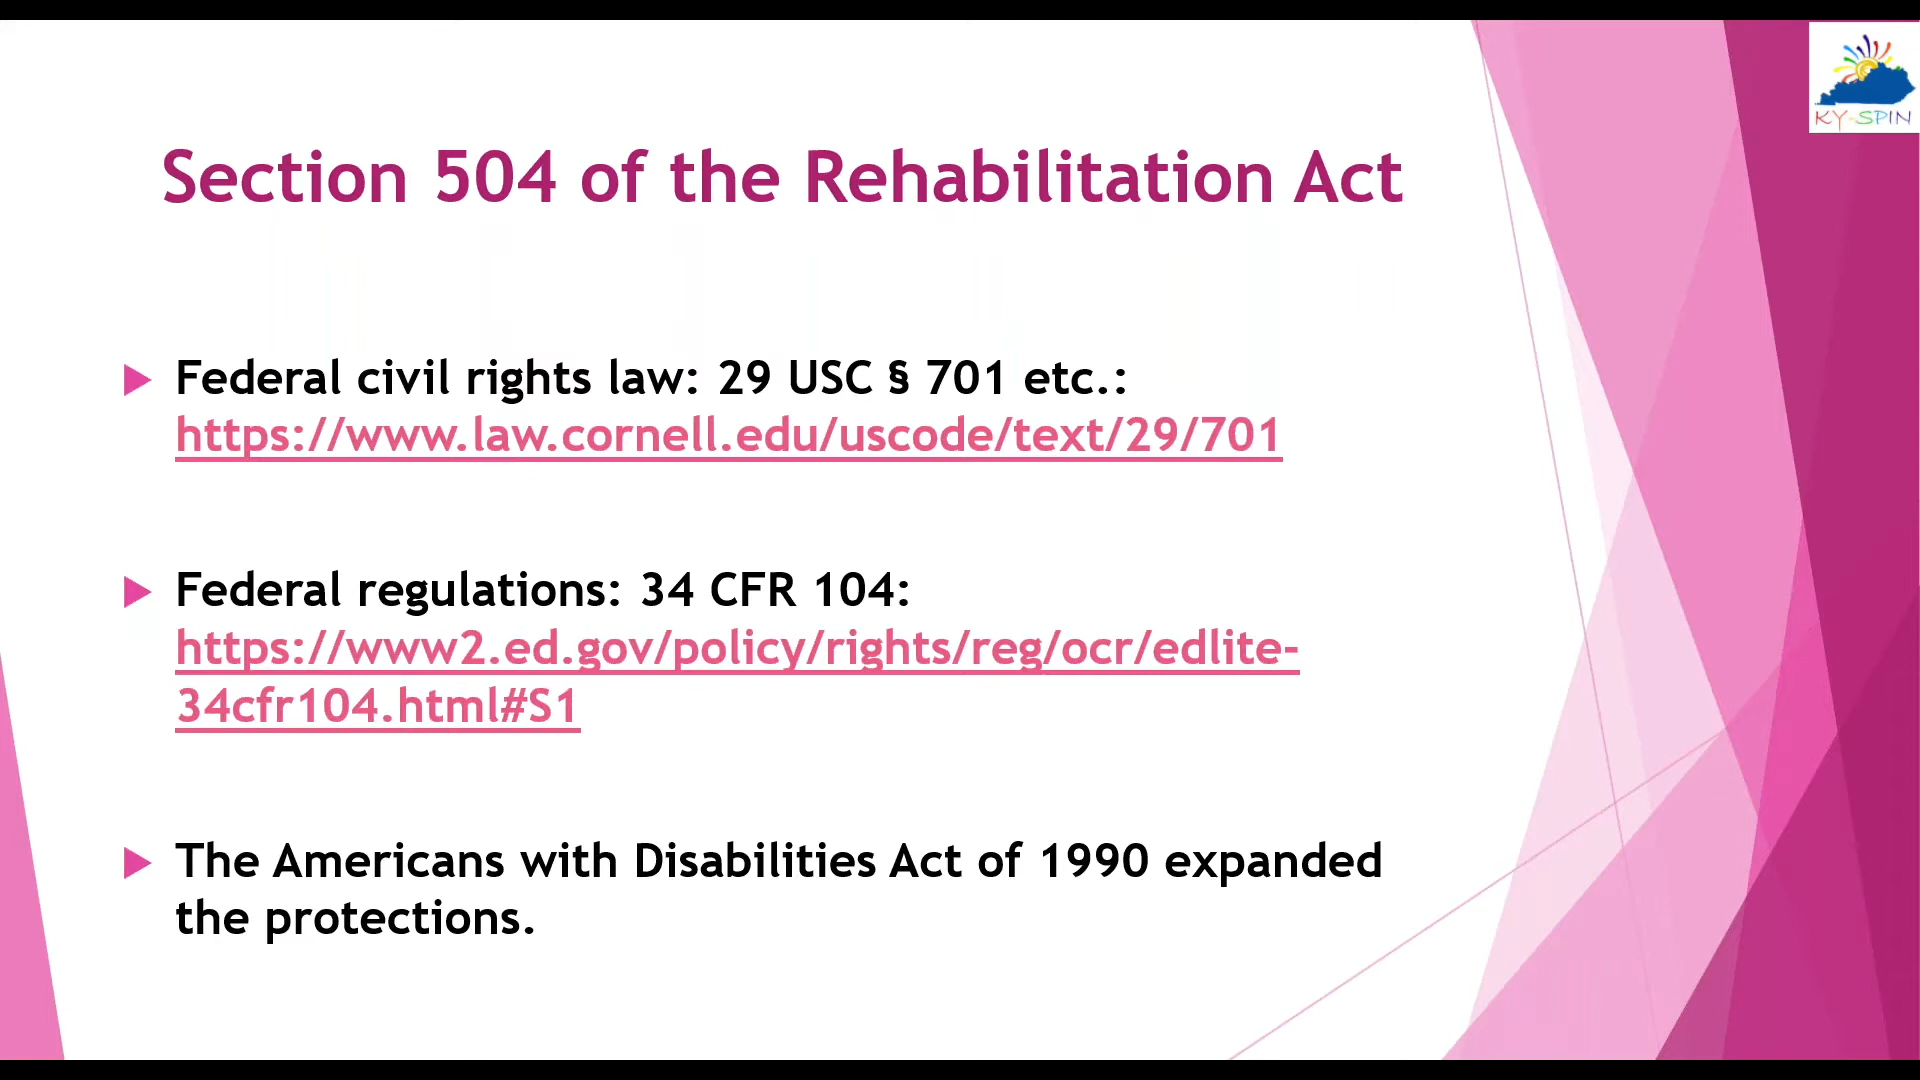 KY-SPIN
Section 504 of the Rehabilitation Act
Federal civil rights law: 29 USC § 701 etc.:
https://www.law.cornell.edu/uscode/text/29/701
Federal regulations: 34 CFR 104:
https://www2.ed.gov/policy/rights/reg/ocr/edlite-
34cfr104.html#S1
The Americans with Disabilities Act of 1990 expanded
the protections.